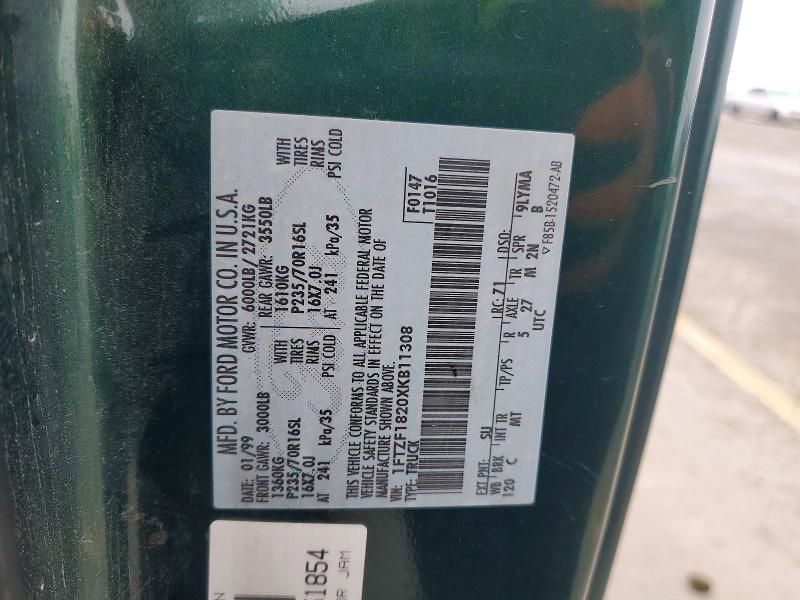 MFD. BY FORD MOTOR CO. IN U.S.A.
DATE: 01/99 GVWR: 6000LB/ 2721KG
FRONT GAWR: 3000LB REAR GAWR: 3550LB
1360KG WITH 1610KG WITH
P235/70R16SL TIRES P235/70R16SL TIRES
16X7.0J RIMS 16X7.0J RIMS
AT 241 kPa/35 PSI COLD AT 241 kPa/35 PSI COLD
THIS VEHICLE CONFORMS TO ALL APPLICABLE FEDERAL MOTOR
VEHICLE SAFETY STANDARDS IN EFFECT ON THE DATE OF
MANUFACTURE SHOWN ABOVE.
VIN: 1FTZF1820XKB11308 F0147
TYPE: TRUCK T1016
EXT PNT: SU RC: Z1 DSO:
WB BRK INT TR TP/PS R AXLE TR SPR 9LYMA
120 C MT 5 27 M 2N B
UTC
▽ F85B-1520472-AB
51854